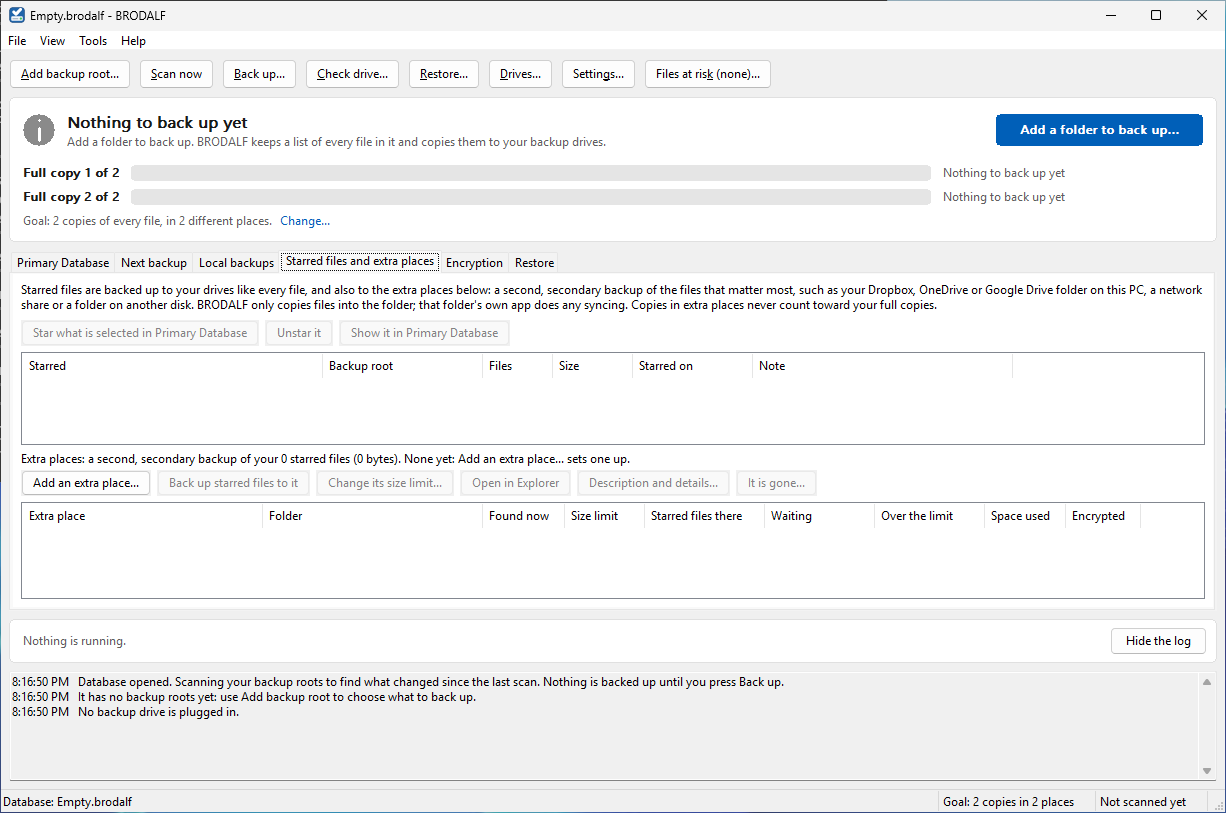 Empty.brodalf - BRODALF
File View Tools Help
Add backup root... Scan now Back up... Check drive... Restore... Drives... Settings... Files at risk (none)...
Nothing to back up yet
Add a folder to back up. BRODALF keeps a list of every file in it and copies them to your backup drives.
Add a folder to back up...
Full copy 1 of 2 Nothing to back up yet
Full copy 2 of 2 Nothing to back up yet
Goal: 2 copies of every file, in 2 different places. Change...
Primary Database Next backup Local backups Starred files and extra places Encryption Restore
Starred files are backed up to your drives like every file, and also to the extra places below: a second, secondary backup of the files that matter most, such as your Dropbox, OneDrive or Google Drive folder on this PC, a network
share or a folder on another disk. BRODALF only copies files into the folder; that folder's own app does any syncing. Copies in extra places never count toward your full copies.
Star what is selected in Primary Database Unstar it Show it in Primary Database
Starred Backup root Files Size Starred on Note
Extra places: a second, secondary backup of your 0 starred files (0 bytes). None yet: Add an extra place... sets one up.
Add an extra place... Back up starred files to it Change its size limit... Open in Explorer Description and details... It is gone...
Extra place Folder Found now Size limit Starred files there Waiting Over the limit Space used Encrypted
Nothing is running. Hide the log
8:16:50 PM Database opened. Scanning your backup roots to find what changed since the last scan. Nothing is backed up until you press Back up.
8:16:50 PM It has no backup roots yet: use Add backup root to choose what to back up.
8:16:50 PM No backup drive is plugged in.
Database: Empty.brodalf Goal: 2 copies in 2 places Not scanned yet